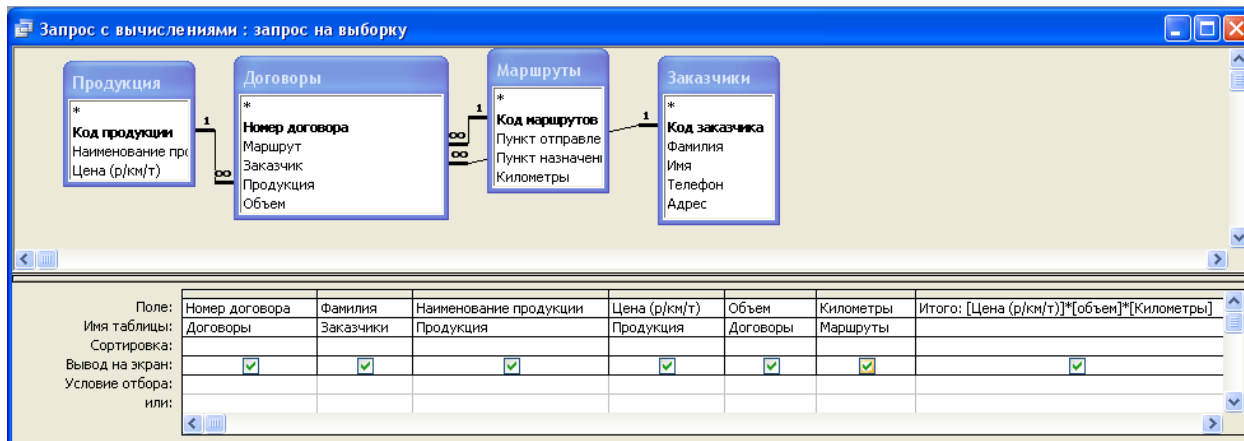 Запрос с вычислениями : запрос на выборку
Продукция
*
Код продукции
Наименование про
Цена (р/км/т)
Договоры
*
Номер договора
Маршрут
Заказчик
Продукция
Объем
Маршруты
*
Код маршрутов
Пункт отправле
Пункт назначени
Километры
Заказчики
*
Код заказчика
Фамилия
Имя
Телефон
Адрес
1
∞
1
∞
∞
1
Поле: Номер договора Фамилия Наименование продукции Цена (р/км/т) Объем Километры Итого: [Цена (р/км/т)]*[объем]*[Километры]
Имя таблицы: Договоры Заказчики Продукция Продукция Договоры Маршруты
Сортировка:
Вывод на экран:
Условие отбора:
или: